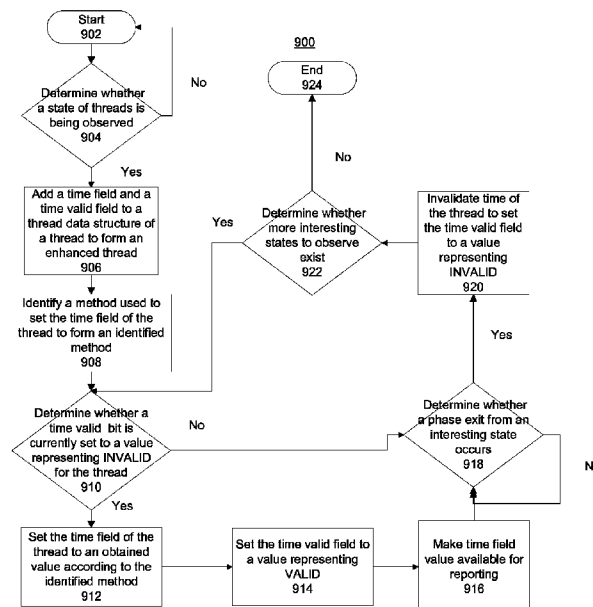 Start
902
900
End
924
No
Determine whether
a state of threads is
being observed
904
No
Yes
Add a time field and a
time valid field to a
thread data structure of
a thread to form an
enhanced thread
906
Yes
Determine whether
more interesting
states to observe
exist
922
Invalidate time of
the thread to set
the time valid field
to a value
representing
INVALID
920
Identify a method used to
set the time field of the
thread to form an identified
method
908
Yes
Determine whether a
time valid bit is
currently set to a value
representing INVALID
for the thread
910
No
Determine whether
a phase exit from an
interesting state
occurs
918
N
Yes
Set the time field of the
thread to an obtained
value according to the
identified method
912
Set the time valid field to
a value representing
VALID
914
Make time field
value available for
reporting
916